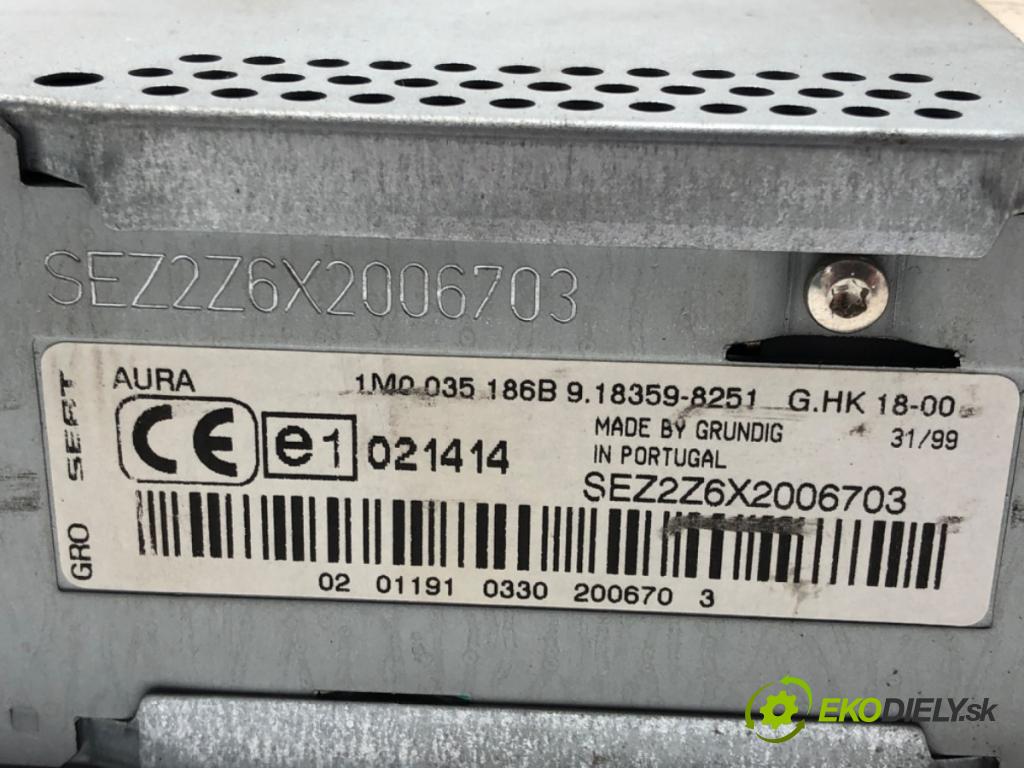 SEZ2Z6X2006703
GRO SEAT
AURA 1M0 035 186B 9.18359-8251 G.HK 18-00
MADE BY GRUNDIG 31/99
IN PORTUGAL
CE e1 021414
SEZ2Z6X2006703
02 01191 0330 200670 3
EKODIELY.sk